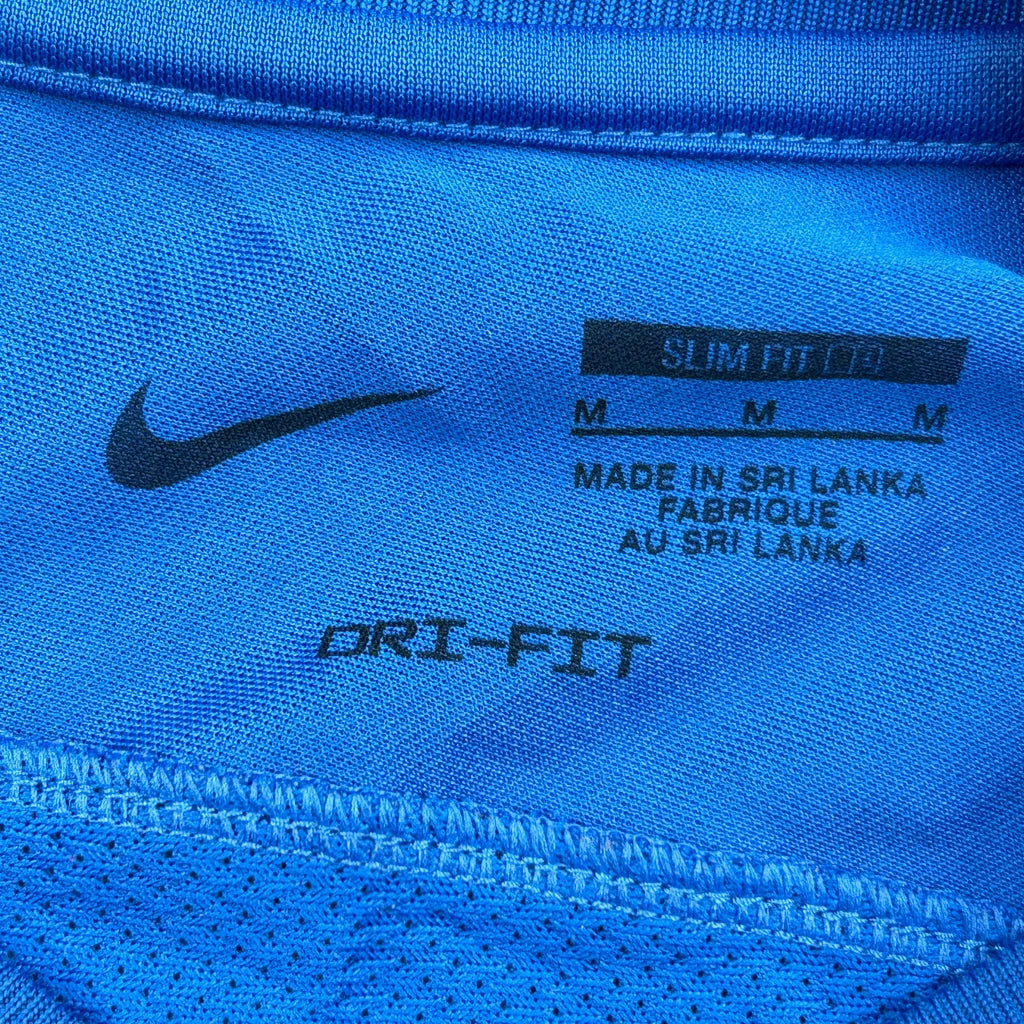 SLIM FIT
M M M
MADE IN SRI LANKA
FABRIQUE
AU SRI LANKA
DRI-FIT